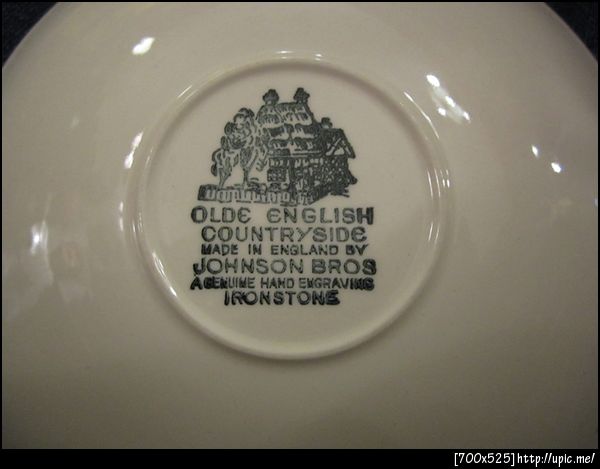 OLDE ENGLISH
COUNTRYSIDE
MADE IN ENGLAND BY
JOHNSON BROS
A GENUINE HAND ENGRAVING
IRONSTONE
[700x525]http://upic.me/